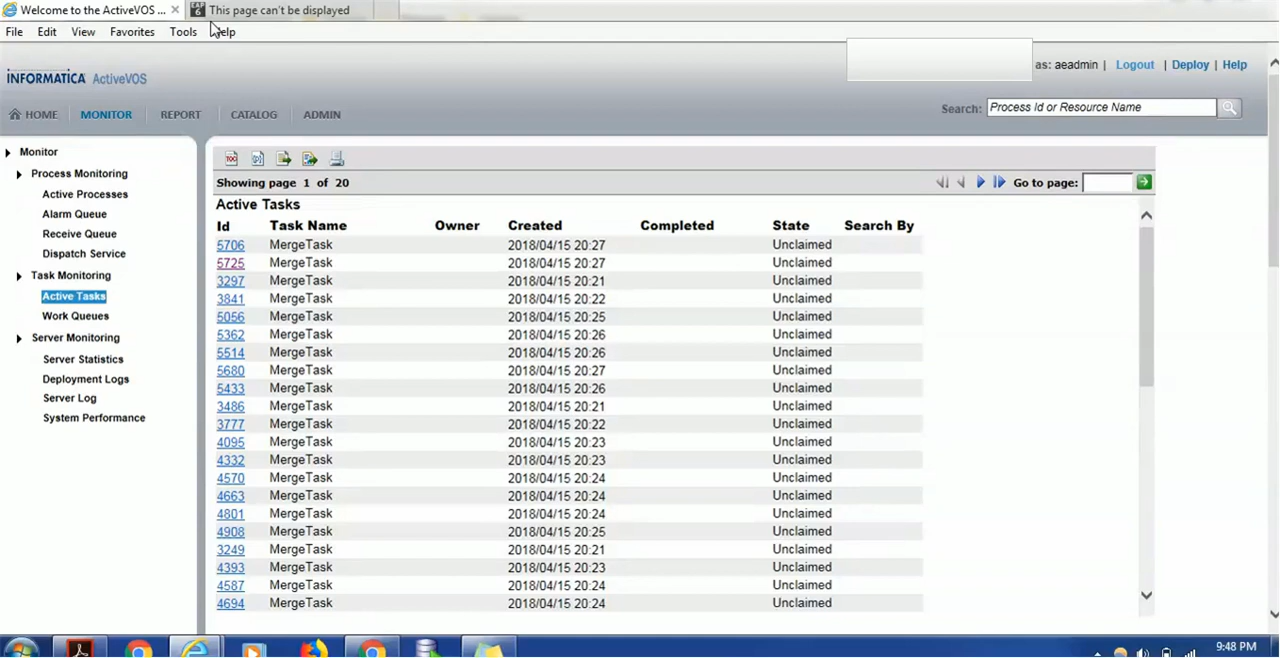 Welcome to the ActiveVOS ... × This page can't be displayed
File Edit View Favorites Tools Help
INFORMATICA ActiveVOS as: aeadmin | Logout | Deploy | Help
HOME MONITOR REPORT CATALOG ADMIN Search: Process Id or Resource Name
Monitor
Process Monitoring
Active Processes
Alarm Queue
Receive Queue
Dispatch Service
Task Monitoring
Active Tasks
Work Queues
Server Monitoring
Server Statistics
Deployment Logs
Server Log
System Performance
Showing page 1 of 20 Go to page:
Active Tasks
Id Task Name Owner Created Completed State Search By
5706 MergeTask 2018/04/15 20:27 Unclaimed
5725 MergeTask 2018/04/15 20:27 Unclaimed
3297 MergeTask 2018/04/15 20:21 Unclaimed
3841 MergeTask 2018/04/15 20:22 Unclaimed
5056 MergeTask 2018/04/15 20:25 Unclaimed
5362 MergeTask 2018/04/15 20:26 Unclaimed
5514 MergeTask 2018/04/15 20:26 Unclaimed
5680 MergeTask 2018/04/15 20:27 Unclaimed
5433 MergeTask 2018/04/15 20:26 Unclaimed
3486 MergeTask 2018/04/15 20:21 Unclaimed
3777 MergeTask 2018/04/15 20:22 Unclaimed
4095 MergeTask 2018/04/15 20:23 Unclaimed
4332 MergeTask 2018/04/15 20:23 Unclaimed
4570 MergeTask 2018/04/15 20:24 Unclaimed
4663 MergeTask 2018/04/15 20:24 Unclaimed
4801 MergeTask 2018/04/15 20:24 Unclaimed
4908 MergeTask 2018/04/15 20:25 Unclaimed
3249 MergeTask 2018/04/15 20:21 Unclaimed
4393 MergeTask 2018/04/15 20:23 Unclaimed
4587 MergeTask 2018/04/15 20:24 Unclaimed
4694 MergeTask 2018/04/15 20:24 Unclaimed
9:48 PM